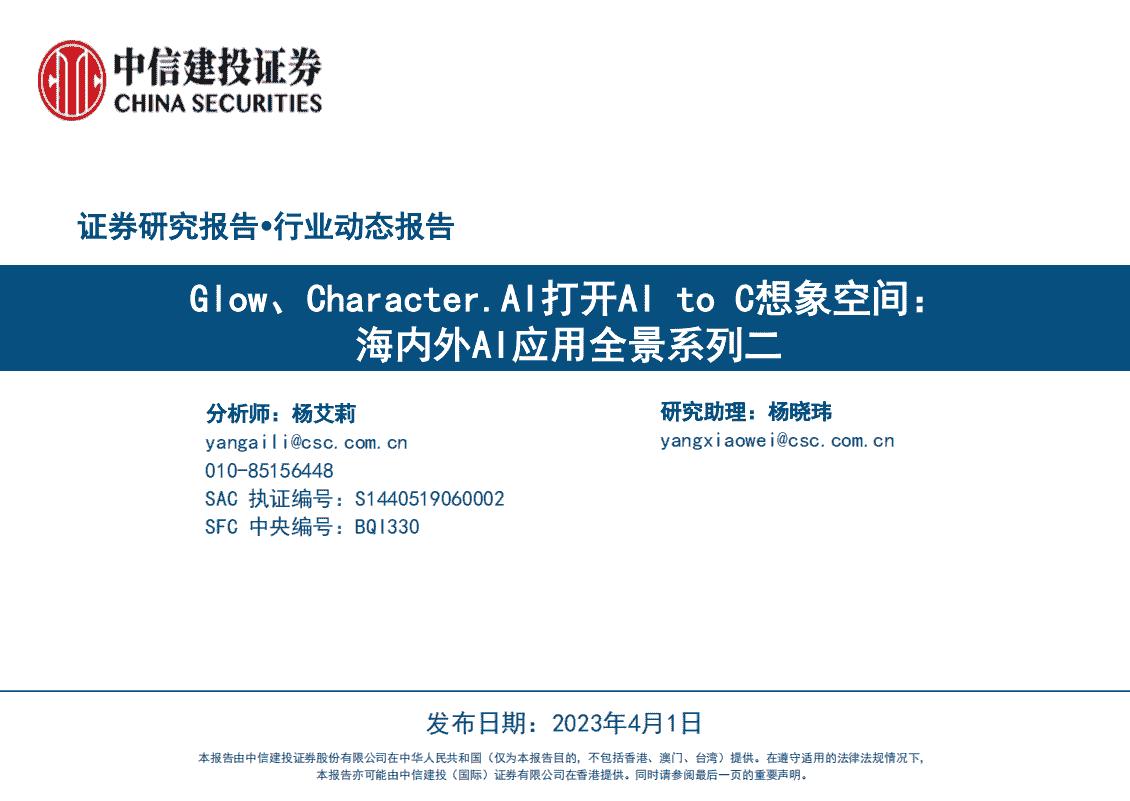 中信建投证券
CHINA SECURITIES
证券研究报告•行业动态报告
Glow、Character.AI打开AI to C想象空间：
海内外AI应用全景系列二
分析师：杨艾莉
yangaili@csc.com.cn
010-85156448
SAC 执证编号：S1440519060002
SFC 中央编号：BQI330
研究助理：杨晓玮
yangxiaowei@csc.com.cn
发布日期：2023年4月1日
本报告由中信建投证券股份有限公司在中华人民共和国（仅为本报告目的，不包括香港、澳门、台湾）提供。在遵守适用的法律法规情况下，
本报告亦可能由中信建投（国际）证券有限公司在香港提供。同时请参阅最后一页的重要声明。